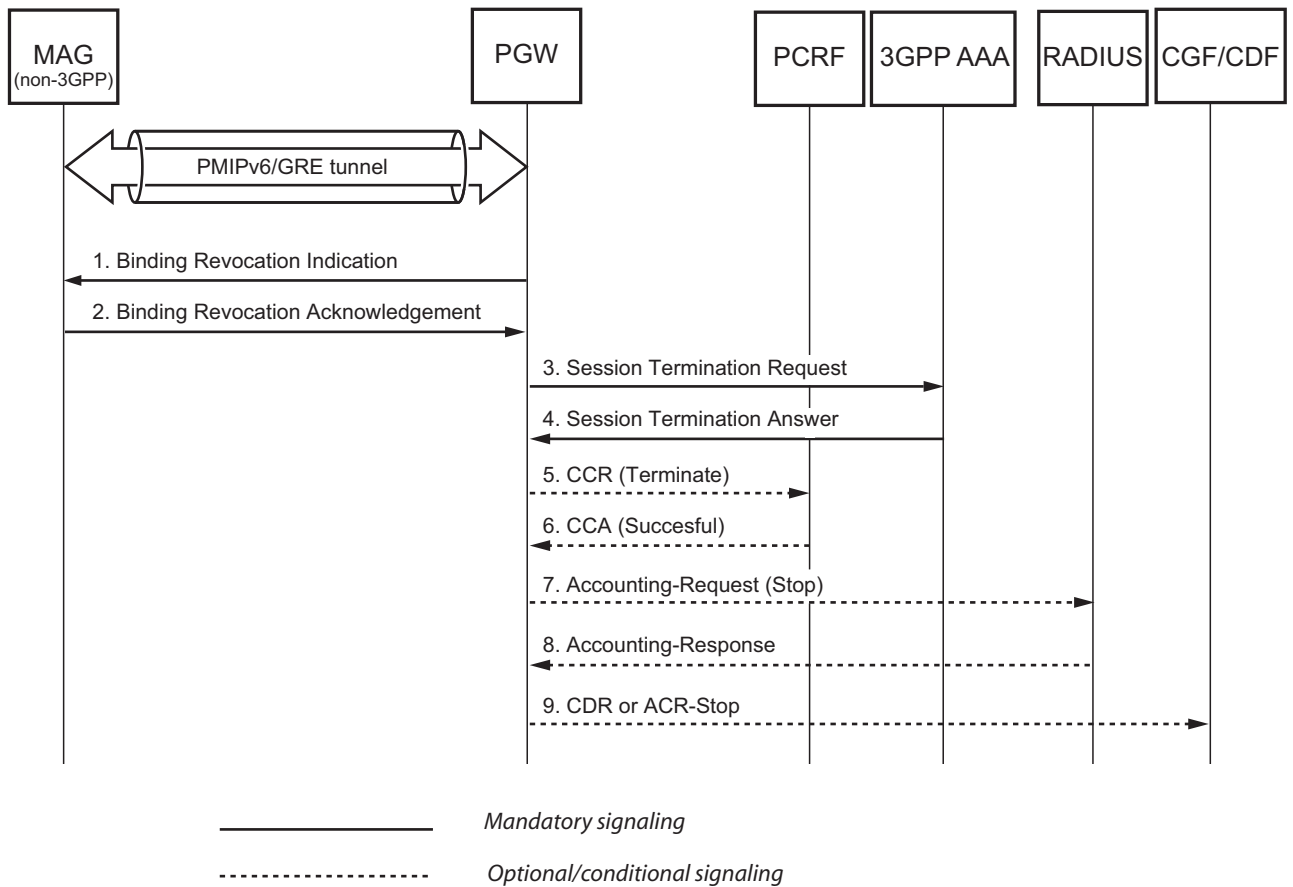 MAG
(non-3GPP)
PGW
PCRF
3GPP AAA
RADIUS
CGF/CDF
PMIPv6/GRE tunnel
1. Binding Revocation Indication
2. Binding Revocation Acknowledgement
3. Session Termination Request
4. Session Termination Answer
5. CCR (Terminate)
6. CCA (Succesful)
7. Accounting-Request (Stop)
8. Accounting-Response
9. CDR or ACR-Stop
Mandatory signaling
Optional/conditional signaling